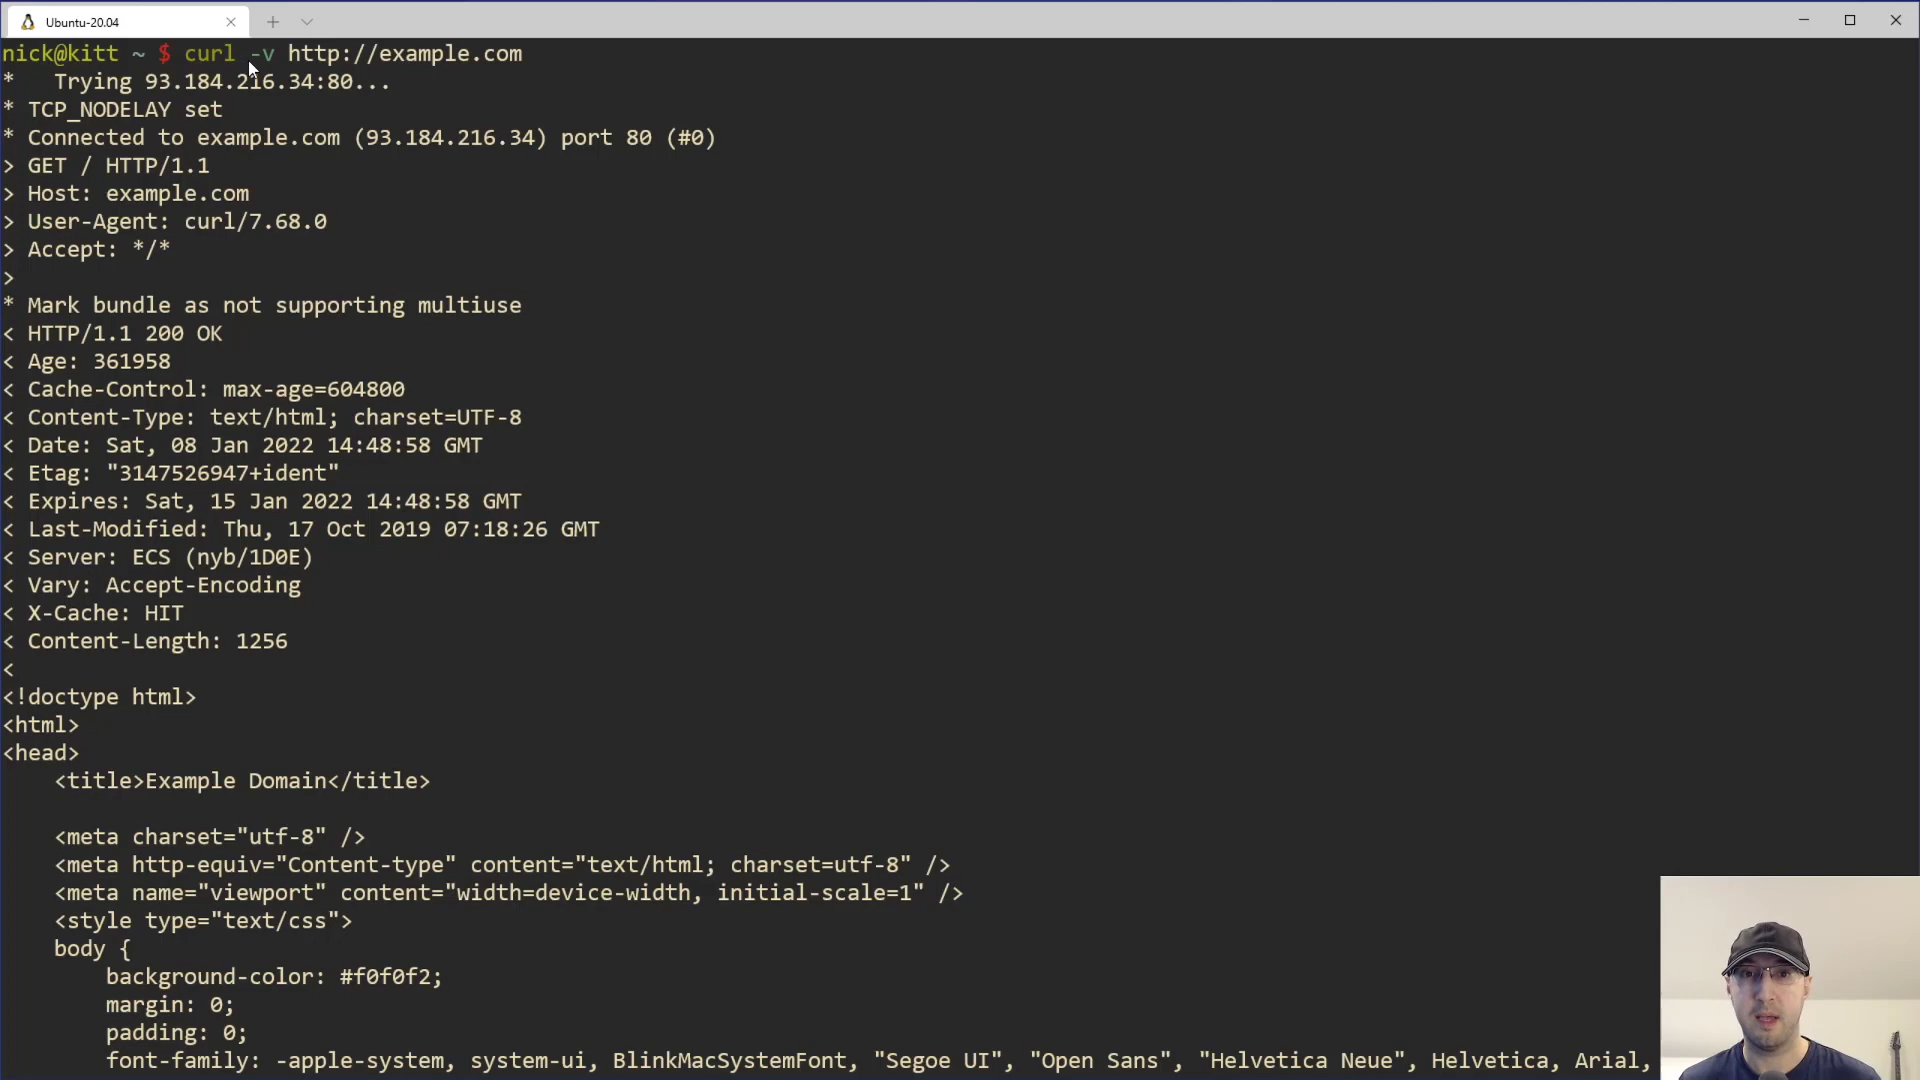 Ubuntu-20.04
nick@kitt ~ $ curl -v http://example.com
*   Trying 93.184.216.34:80...
* TCP_NODELAY set
* Connected to example.com (93.184.216.34) port 80 (#0)
> GET / HTTP/1.1
> Host: example.com
> User-Agent: curl/7.68.0
> Accept: */*
>
* Mark bundle as not supporting multiuse
< HTTP/1.1 200 OK
< Age: 361958
< Cache-Control: max-age=604800
< Content-Type: text/html; charset=UTF-8
< Date: Sat, 08 Jan 2022 14:48:58 GMT
< Etag: "3147526947+ident"
< Expires: Sat, 15 Jan 2022 14:48:58 GMT
< Last-Modified: Thu, 17 Oct 2019 07:18:26 GMT
< Server: ECS (nyb/1D0E)
< Vary: Accept-Encoding
< X-Cache: HIT
< Content-Length: 1256
<
<!doctype html>
<html>
<head>
    <title>Example Domain</title>

    <meta charset="utf-8" />
    <meta http-equiv="Content-type" content="text/html; charset=utf-8" />
    <meta name="viewport" content="width=device-width, initial-scale=1" />
    <style type="text/css">
    body {
        background-color: #f0f0f2;
        margin: 0;
        padding: 0;
        font-family: -apple-system, system-ui, BlinkMacSystemFont, "Segoe UI", "Open Sans", "Helvetica Neue", Helvetica, Arial,